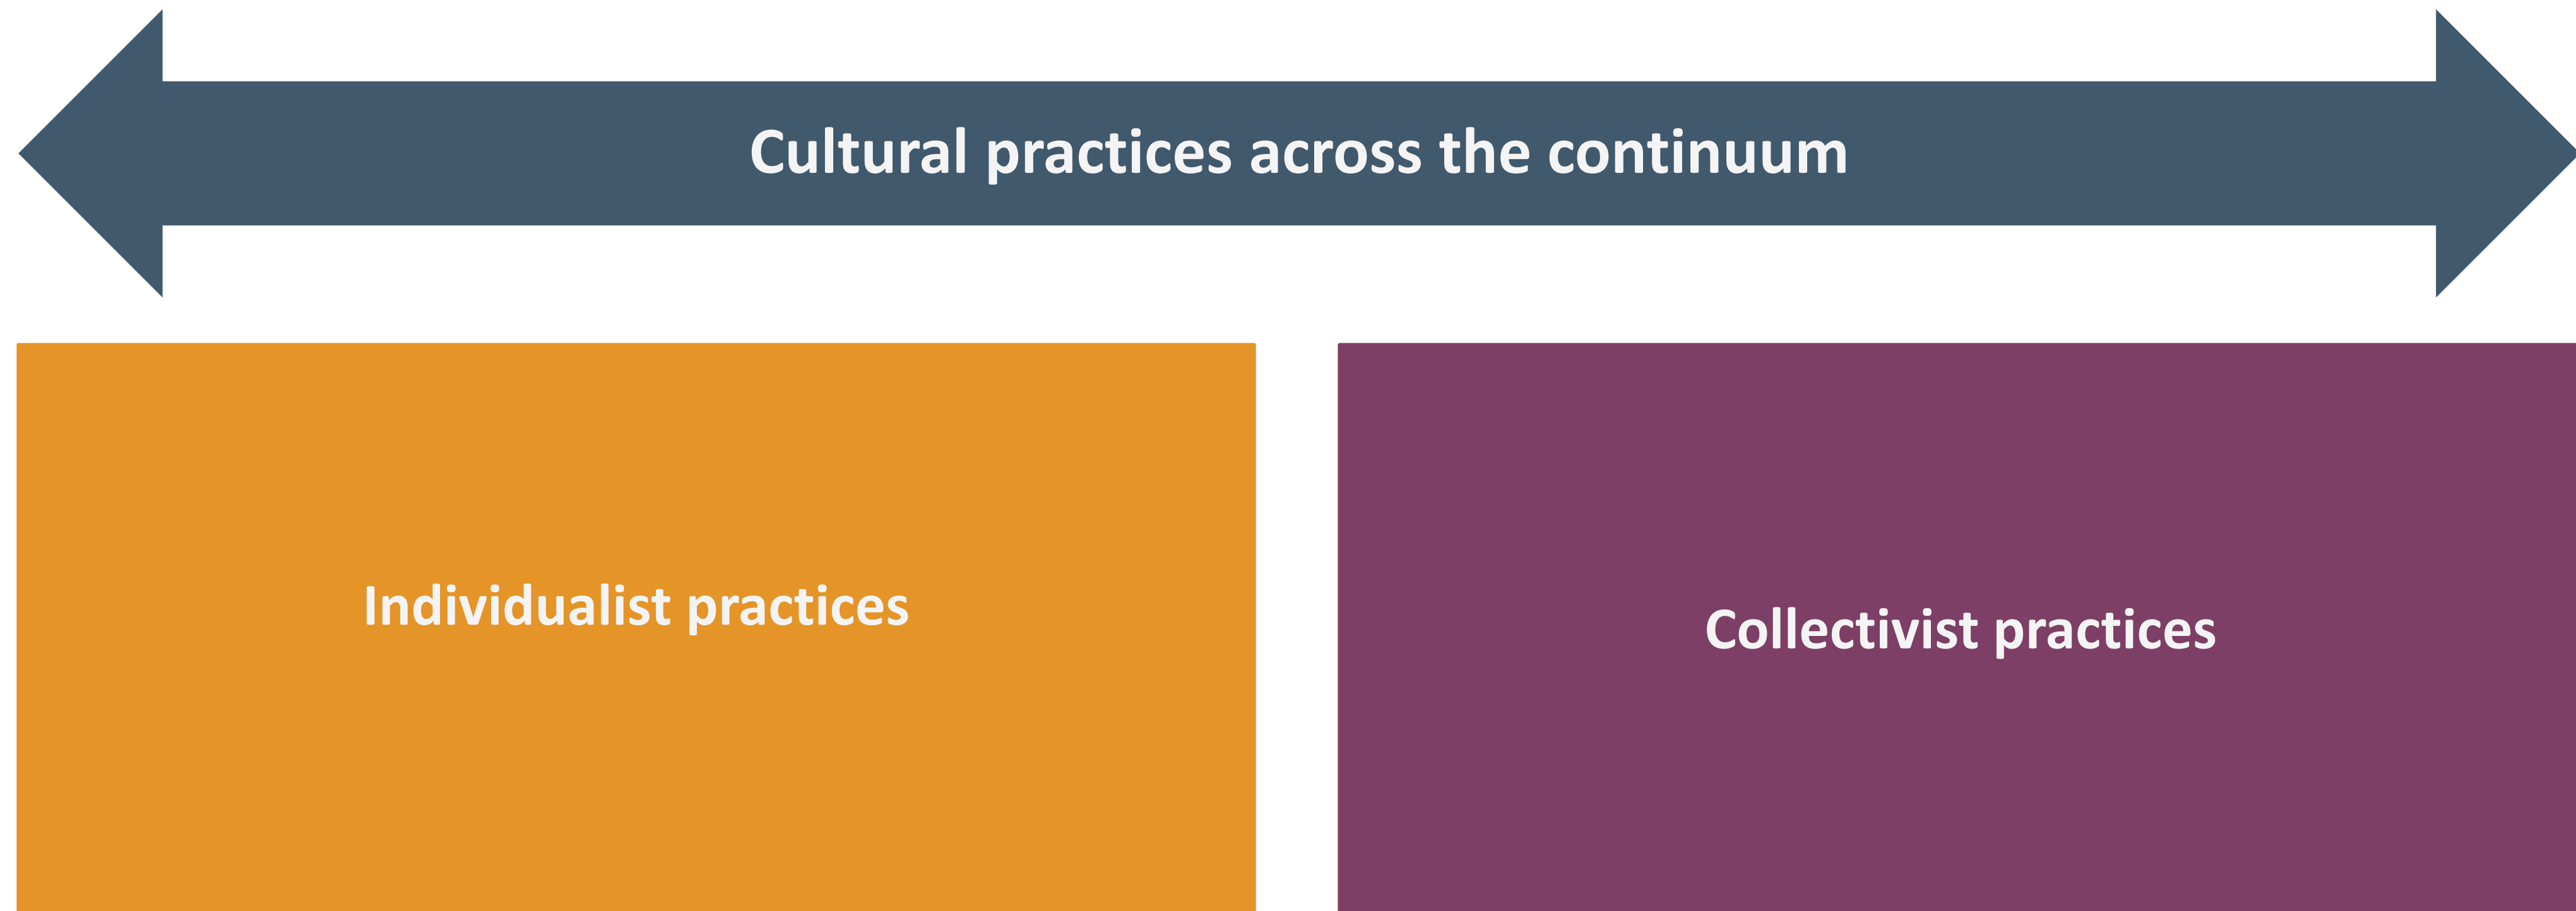 Cultural practices across the continuum
Individualist practices
Collectivist practices